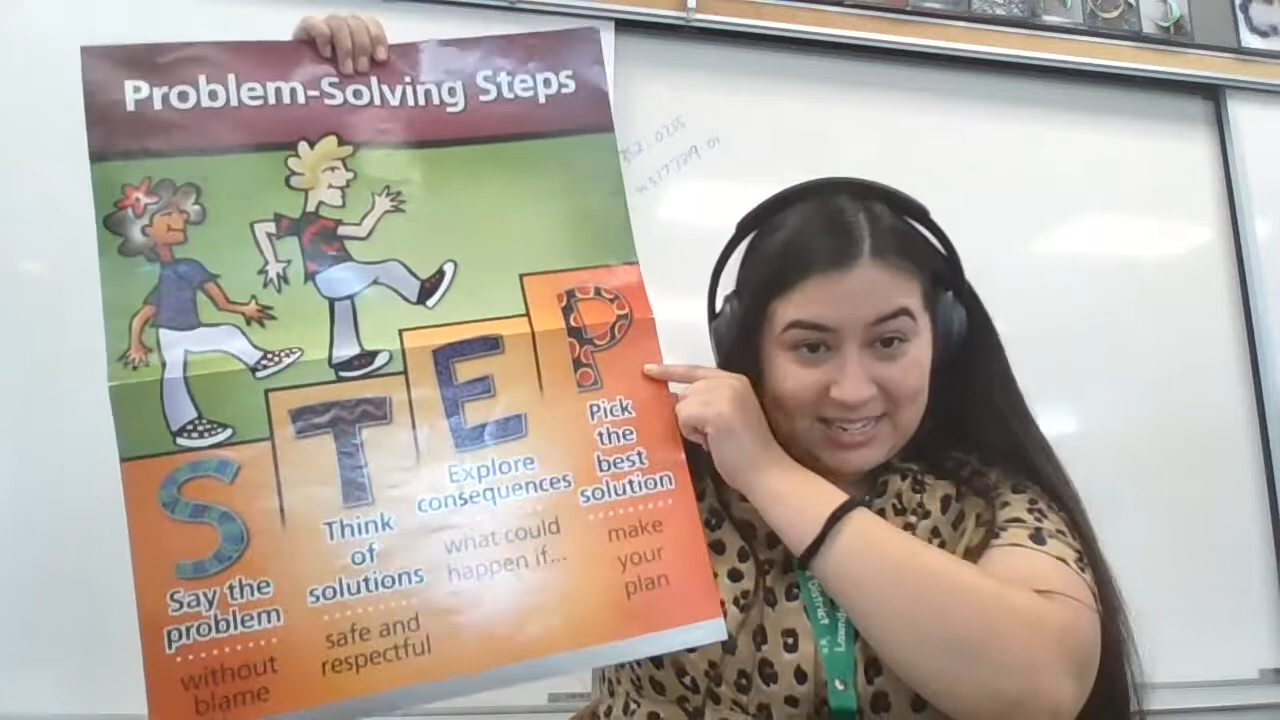 Problem-Solving Steps
S
Say the
problem
without
blame
T
Think
of
solutions
safe and
respectful
E
Explore
consequences
what could
happen if...
P
Pick
the
best
solution
make
your
plan
District